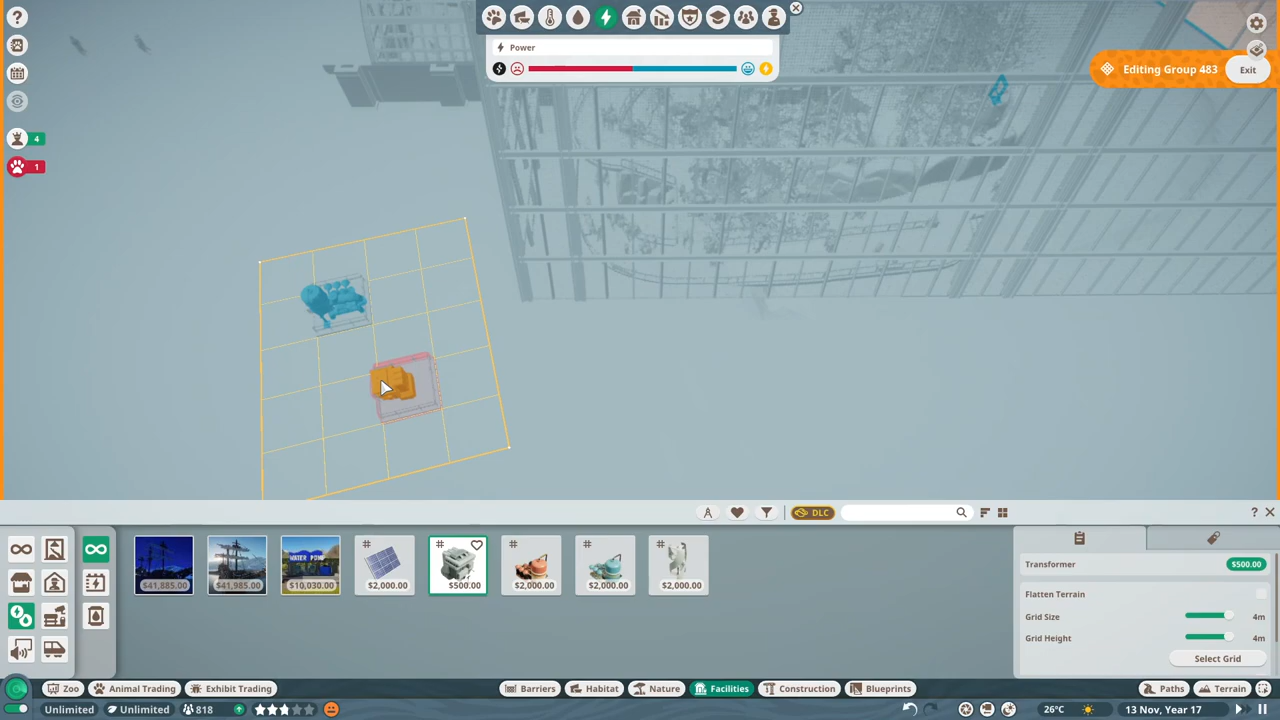 ?
Power
Editing Group 483
Exit
4
1
DLC
?
$41,885.00
$41,985.00
WATER POND
$10,030.00
$2,000.00
$500.00
$2,000.00
$2,000.00
$2,000.00
Transformer
$500.00
Flatten Terrain
Grid Size
4m
Grid Height
4m
Select Grid
Zoo
Animal Trading
Exhibit Trading
Barriers
Habitat
Nature
Facilities
Construction
Blueprints
Paths
Terrain
Unlimited
Unlimited
818
26°C
13 Nov, Year 17